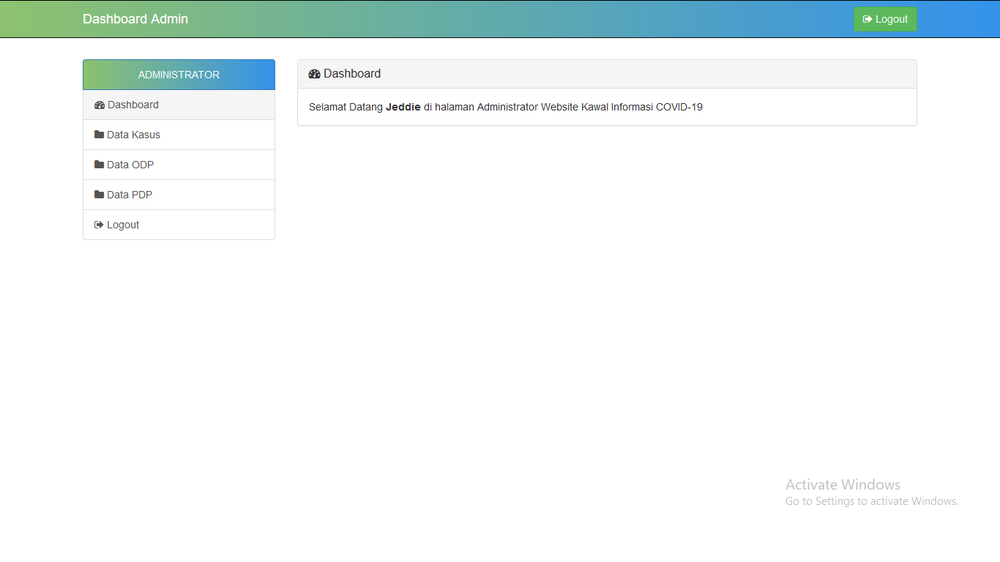 Dashboard Admin
Logout
ADMINISTRATOR
Dashboard
Data Kasus
Data ODP
Data PDP
Logout
Dashboard
Selamat Datang Jeddie di halaman Administrator Website Kawal Informasi COVID-19
Activate Windows
Go to Settings to activate Windows.